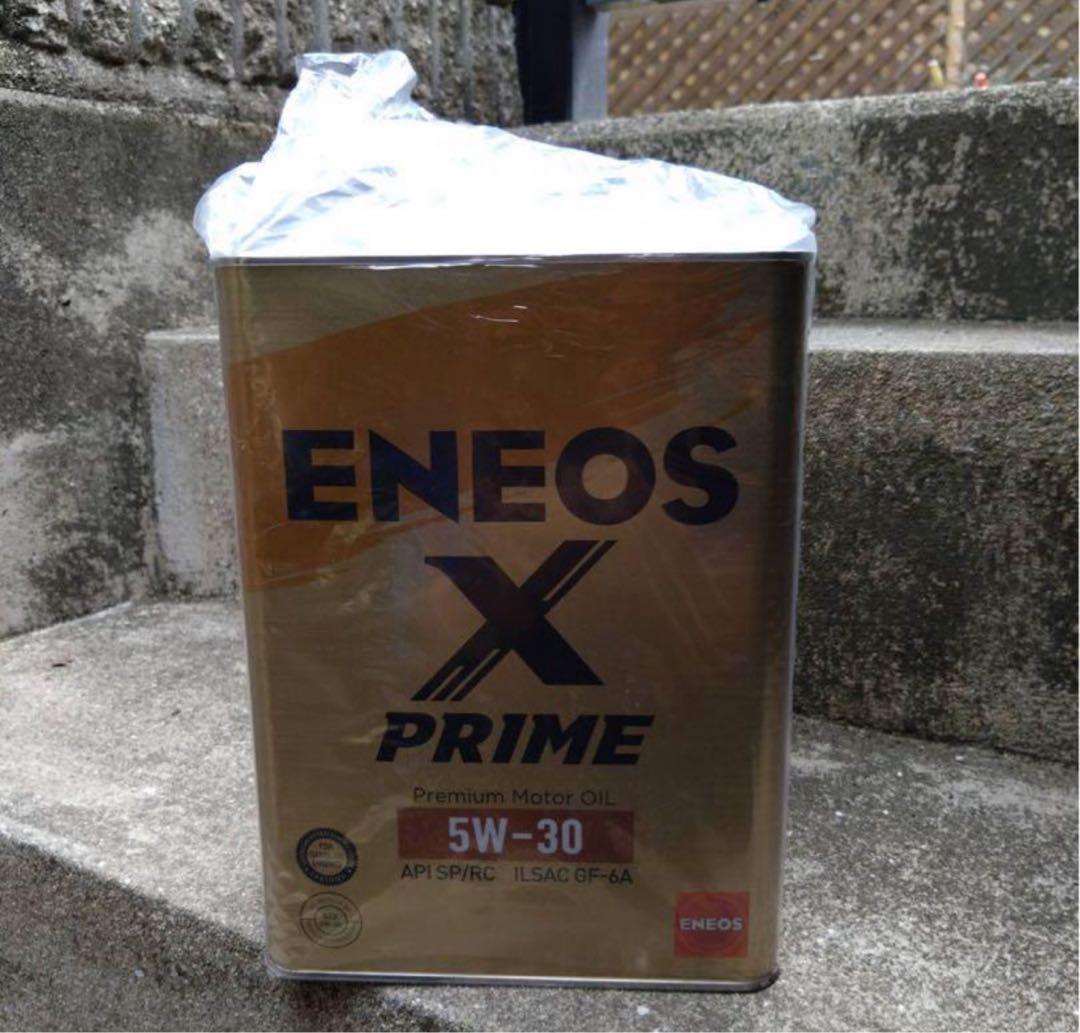 ENEOS
X
PRIME
Premium Motor OIL
5W-30
API SP/RC ILSAC GF-6A
ENEOS